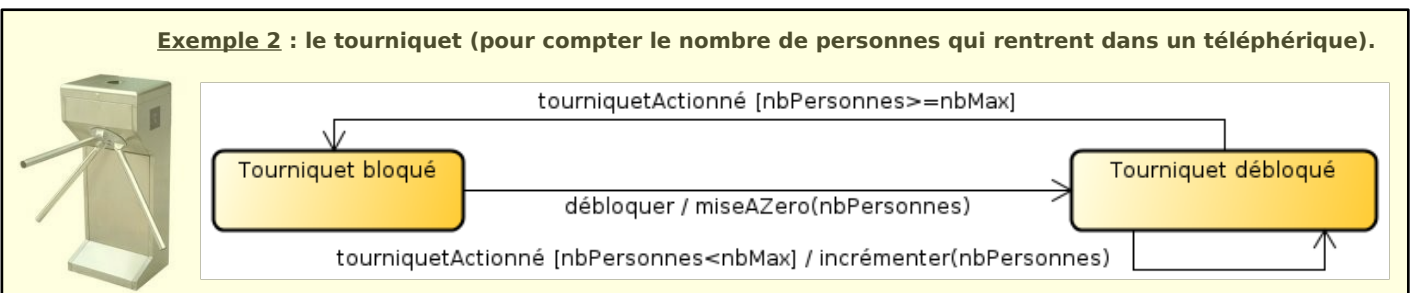 Exemple 2 : le tourniquet (pour compter le nombre de personnes qui rentrent dans un téléphérique).
tourniquetActionné [nbPersonnes>=nbMax]
Tourniquet bloqué
Tourniquet débloqué
débloquer / miseAZero(nbPersonnes)
tourniquetActionné [nbPersonnes<nbMax] / incrémenter(nbPersonnes)